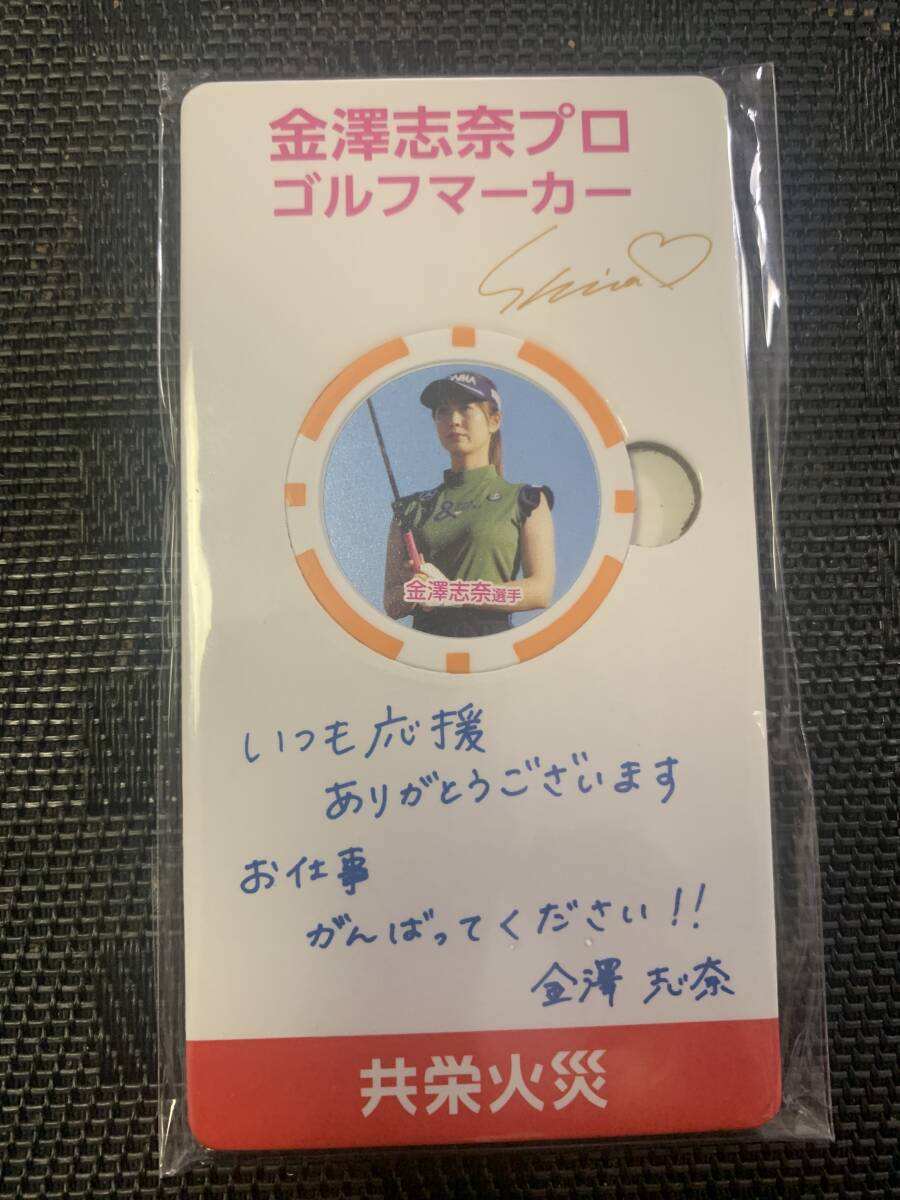 金澤志奈プロ
ゴルフマーカー
Shina♡
金澤志奈選手
いつも応援
ありがとうございます
お仕事
がんばってください!!
金澤 志奈
共栄火災